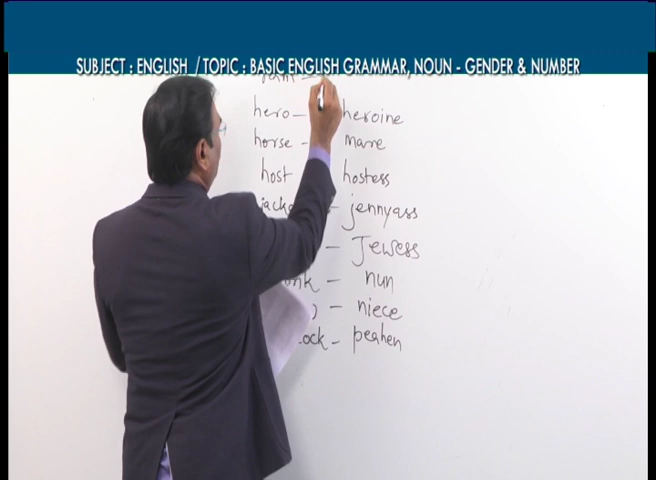 SUBJECT : ENGLISH / TOPIC : BASIC ENGLISH GRAMMAR, NOUN - GENDER & NUMBER
hero - heroine
horse - mare
host hostess
- jennyass
- Jewess
nun
- niece
- peahen